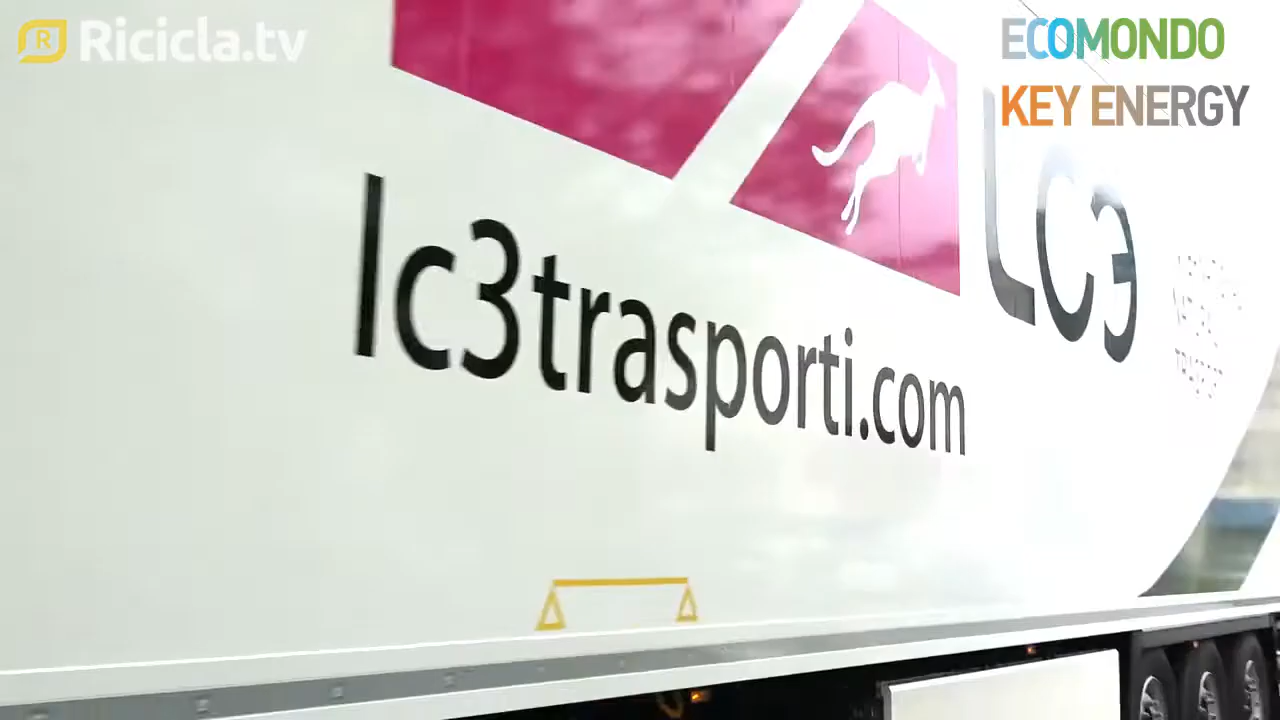 Ricicla.tv
ECOMONDO
KEY ENERGY
LC3
lc3trasporti.com